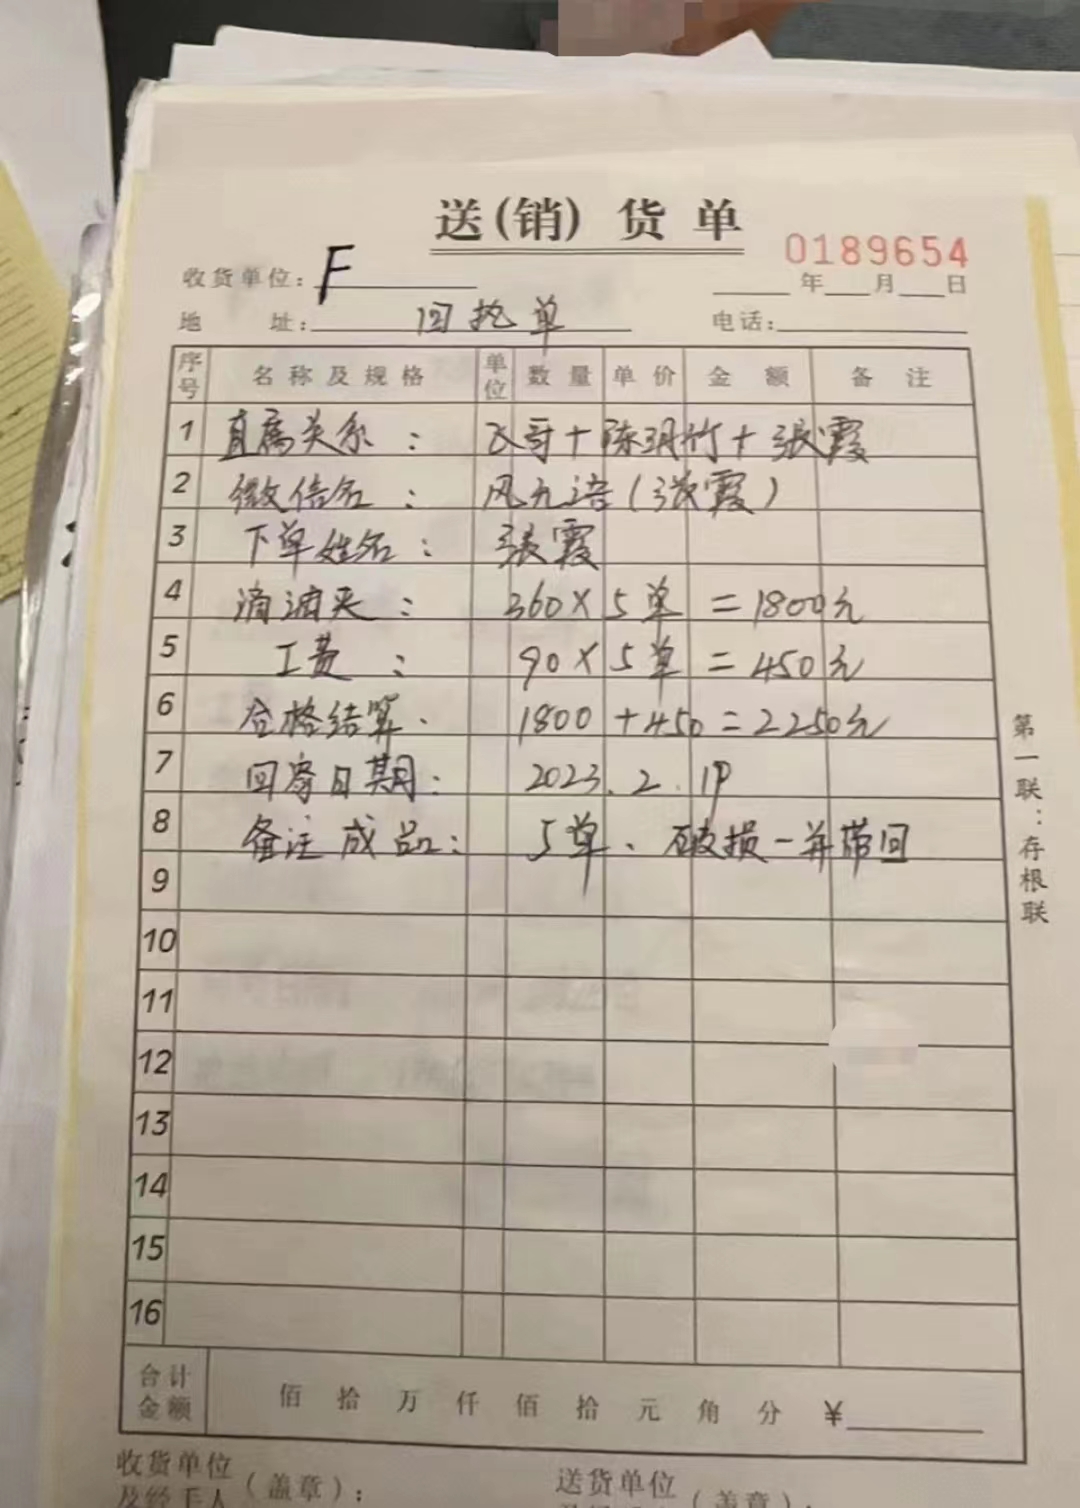 送(销)货单
0189654
收货单位: F 年 月 日
地 址: 回执单 电话:
序号 名称及规格 单位 数量 单价 金额 备注
1 直属关系: 飞哥+陈玥竹+张霞
2 微信名: 风允诺(张霞)
3 下单姓名: 张霞
4 滴滴夹: 360×5单=1800元
5 工费: 90×5单=450元
6 合格结算. 1800+450=2250元
7 回寄日期: 2023.2.19
8 备注成品: 5单、破损一并带回
9
10
11
12
13
14
15
16
合计金额 佰 拾 万 仟 佰 拾 元 角 分 ¥
第一联:存根联
收货单位 (盖章): 送货单位 (盖章):
及经手人